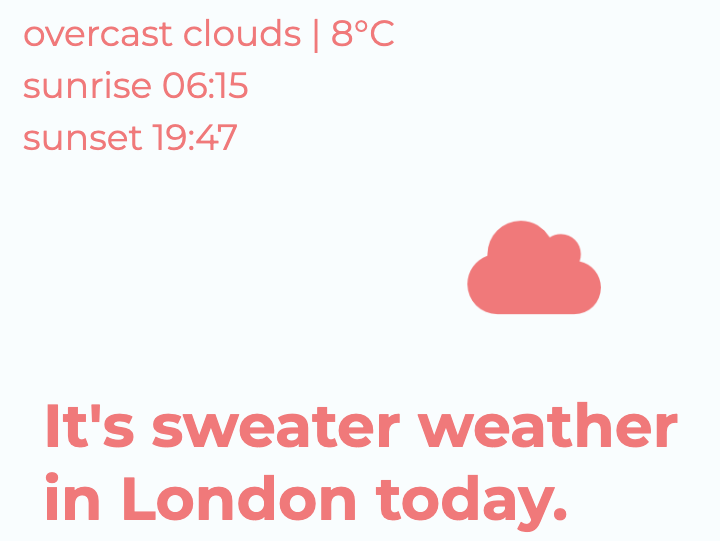 overcast clouds | 8°C
sunrise 06:15
sunset 19:47
It's sweater weather
in London today.